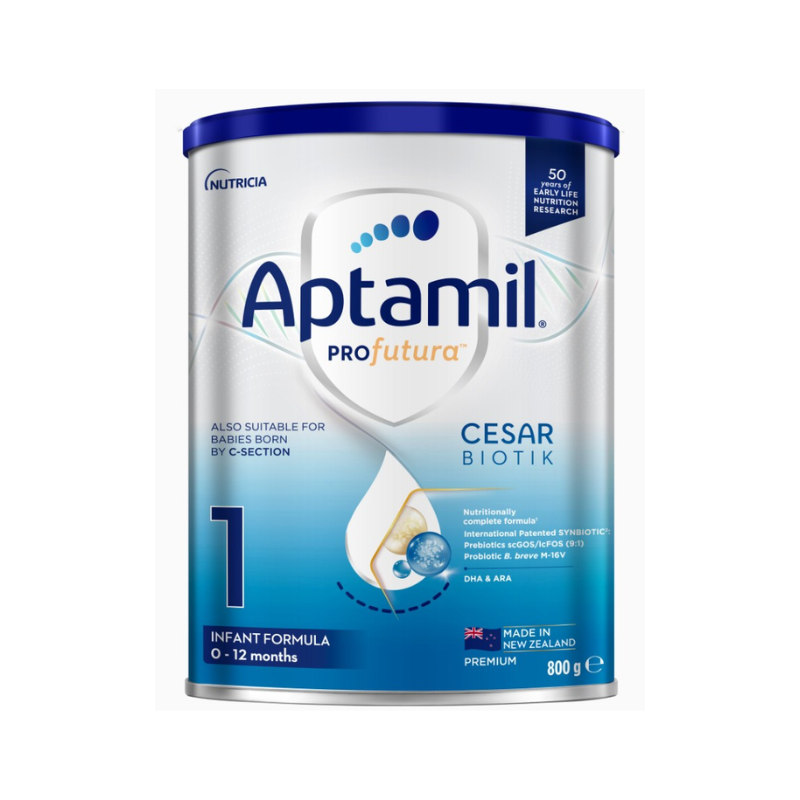 NUTRICIA
50
years of
EARLY LIFE
NUTRITION
RESEARCH
Aptamil®
PROfutura™
ALSO SUITABLE FOR
BABIES BORN
BY C-SECTION
CESAR
BIOTIK
1
Nutritionally
complete formula¹
International Patented SYNBIOTIC²:
Prebiotics scGOS/lcFOS (9:1)
Probiotic B. breve M-16V
DHA & ARA
INFANT FORMULA
0 - 12 months
MADE IN
NEW ZEALAND
PREMIUM
800 g ℮